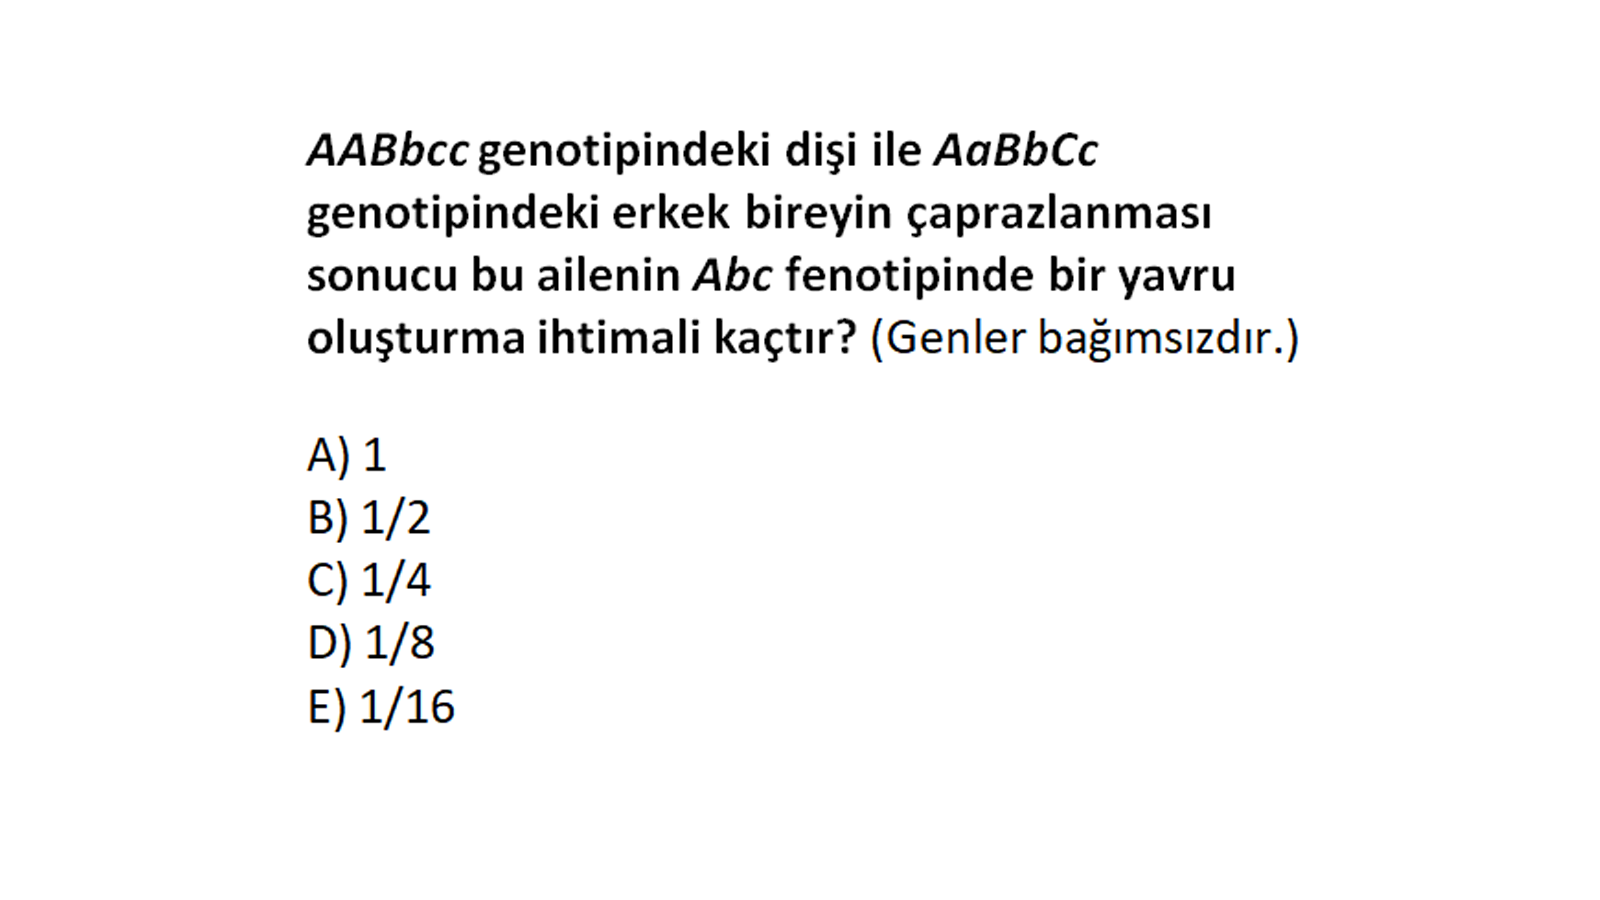 AABbcc genotipindeki dişi ile AaBbCc
genotipindeki erkek bireyin çaprazlanması
sonucu bu ailenin Abc fenotipinde bir yavru
oluşturma ihtimali kaçtır? (Genler bağımsızdır.)
A) 1
B) 1/2
C) 1/4
D) 1/8
E) 1/16